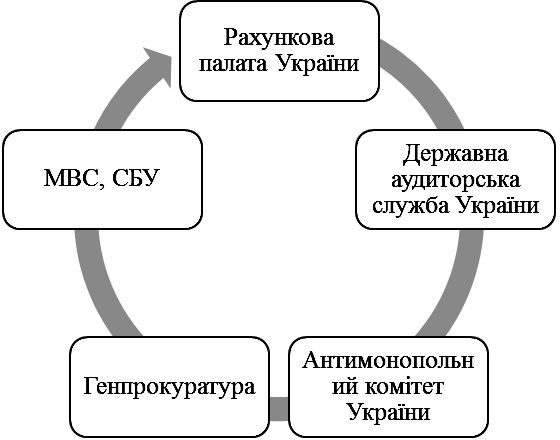 Рахункова
палата України
Державна
аудиторська
служба України
Антимонопольн
ий комітет
України
Генпрокуратура
МВС, СБУ